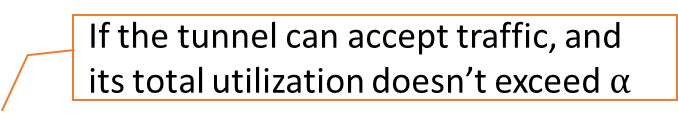 If the tunnel can accept traffic, and
its total utilization doesn’t exceed α